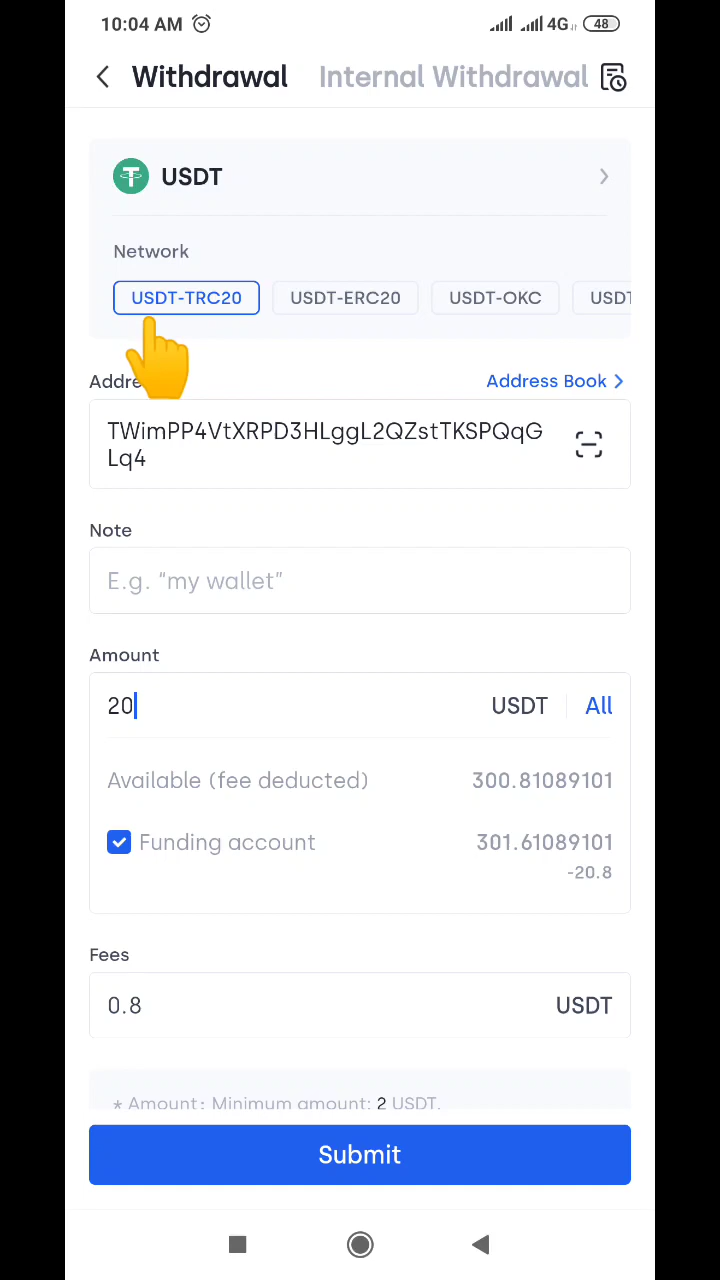 10:04 AM 4G 48
Withdrawal Internal Withdrawal
USDT
Network
USDT-TRC20 USDT-ERC20 USDT-OKC USDT
Addre
Address Book
TWimPP4VtXRPD3HLggL2QZstTKSPQqG
Lq4
Note
E.g. "my wallet"
Amount
20 USDT All
Available (fee deducted) 300.81089101
Funding account 301.61089101
-20.8
Fees
0.8 USDT
* Amount: Minimum amount: 2 USDT.
Submit